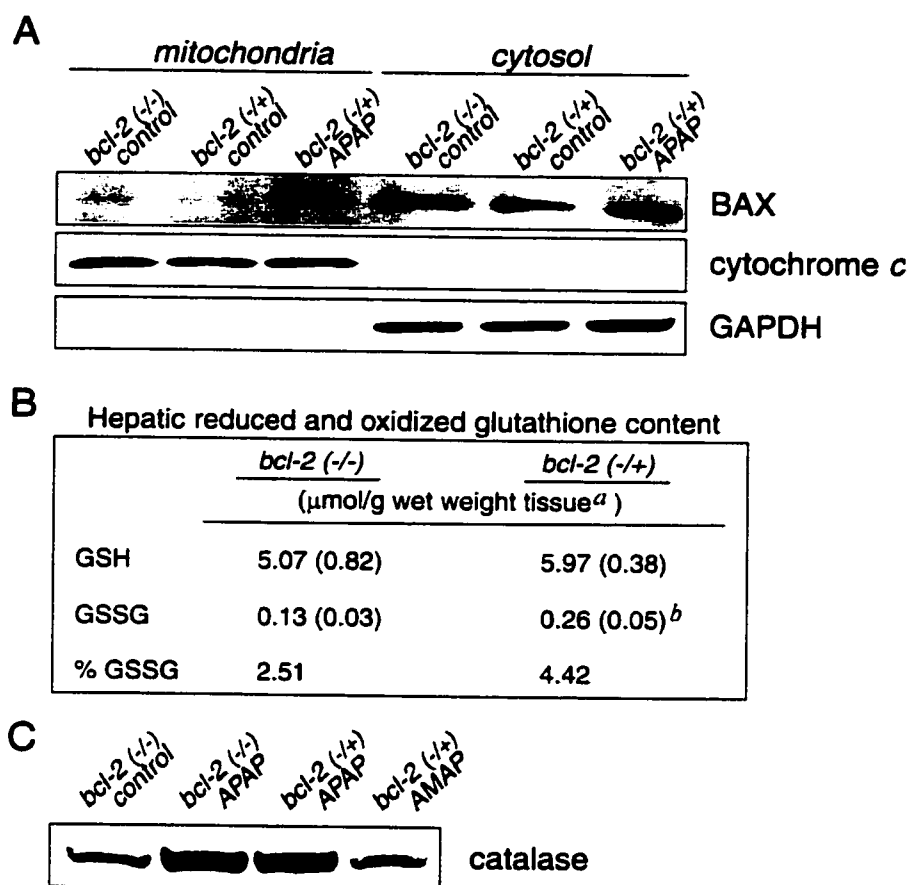 A
mitochondria cytosol
bcl-2 (-/-) control
bcl-2 (-/+) control
bcl-2 (-/+) APAP
bcl-2 (-/-) control
bcl-2 (-/+) control
bcl-2 (-/+) APAP
BAX
cytochrome c
GAPDH
B
Hepatic reduced and oxidized glutathione content
bcl-2 (-/-) bcl-2 (-/+)
(μmol/g wet weight tissueᵃ )
GSH 5.07 (0.82) 5.97 (0.38)
GSSG 0.13 (0.03) 0.26 (0.05)ᵇ
% GSSG 2.51 4.42
C
bcl-2 (-/-) control
bcl-2 (-/-) APAP
bcl-2 (-/+) APAP
bcl-2 (-/+) AMAP
catalase